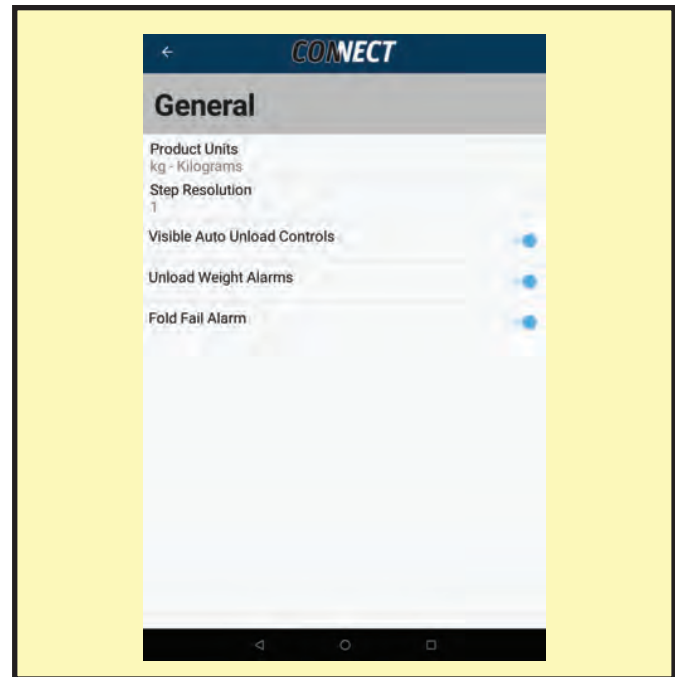 CONNECT
General
Product Units
kg - Kilograms
Step Resolution
1
Visible Auto Unload Controls
Unload Weight Alarms
Fold Fail Alarm